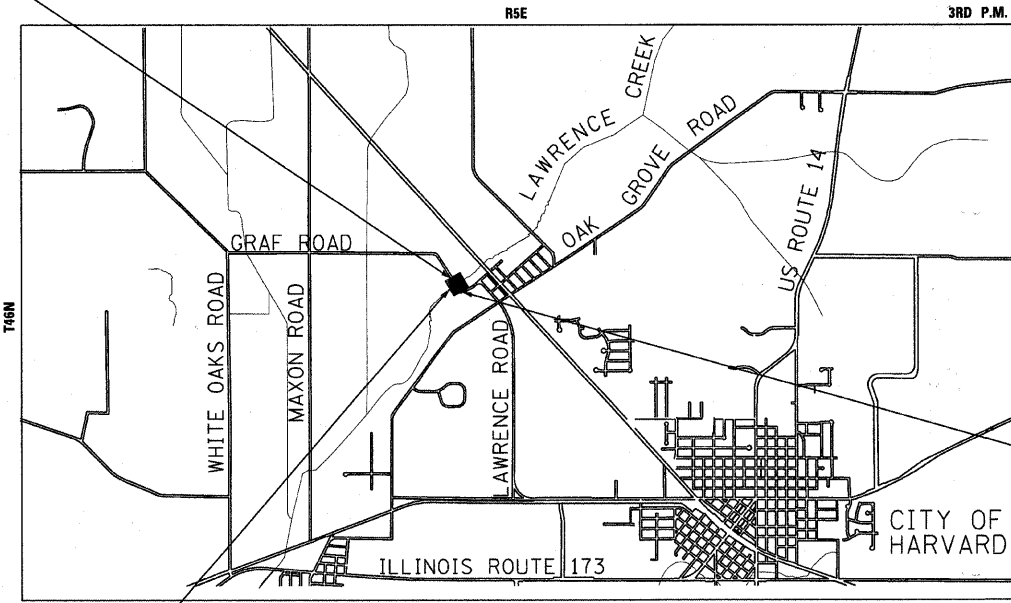 R5E
3RD P.M.
T46N
LAWRENCE CREEK
OAK GROVE ROAD
US ROUTE 14
GRAF ROAD
WHITE OAKS ROAD
MAXON ROAD
LAWRENCE ROAD
CITY OF
HARVARD
ILLINOIS ROUTE 173